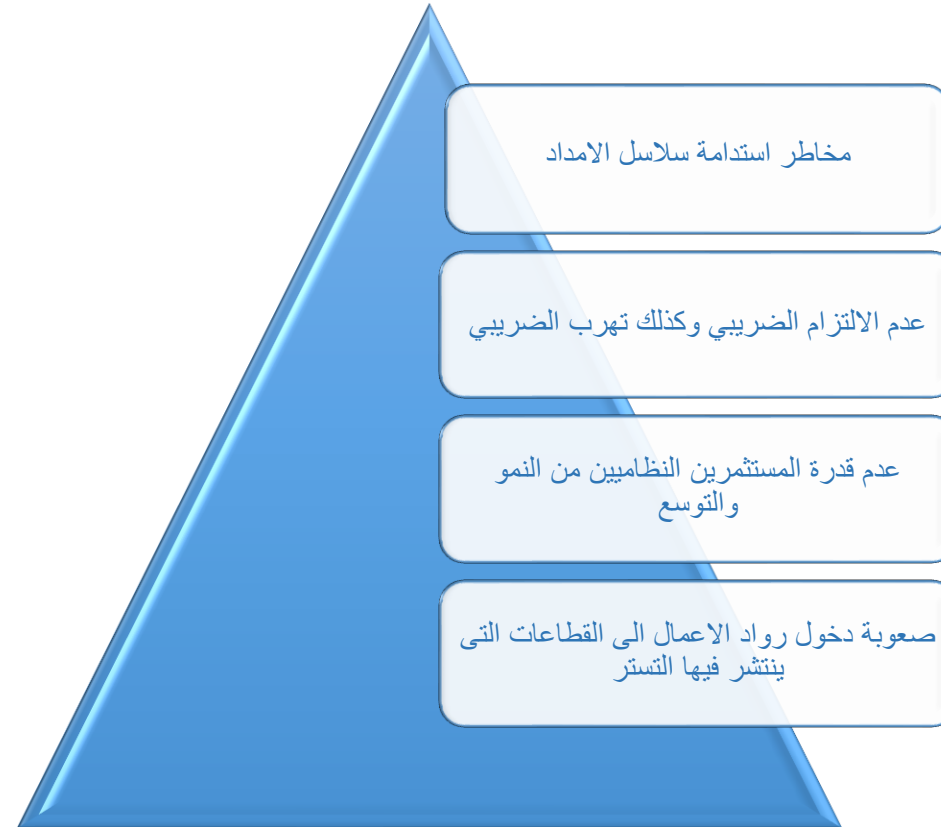 مخاطر استدامة سلاسل الامداد
عدم الالتزام الضريبي وكذلك تهرب الضريبي
عدم قدرة المستثمرين النظاميين من النمو
والتوسع
صعوبة دخول رواد الاعمال الى القطاعات التى
ينتشر فيها التستر